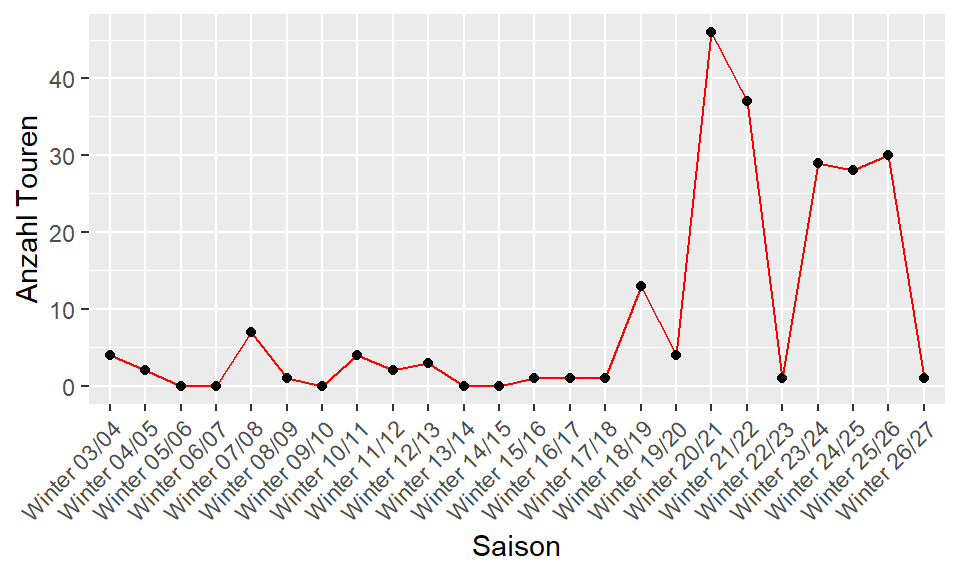 Anzahl Touren
40
30
20
10
0
Winter 03/04
Winter 04/05
Winter 05/06
Winter 06/07
Winter 07/08
Winter 08/09
Winter 09/10
Winter 10/11
Winter 11/12
Winter 12/13
Winter 13/14
Winter 14/15
Winter 15/16
Winter 16/17
Winter 17/18
Winter 18/19
Winter 19/20
Winter 20/21
Winter 21/22
Winter 22/23
Winter 23/24
Winter 24/25
Winter 25/26
Winter 26/27
Saison